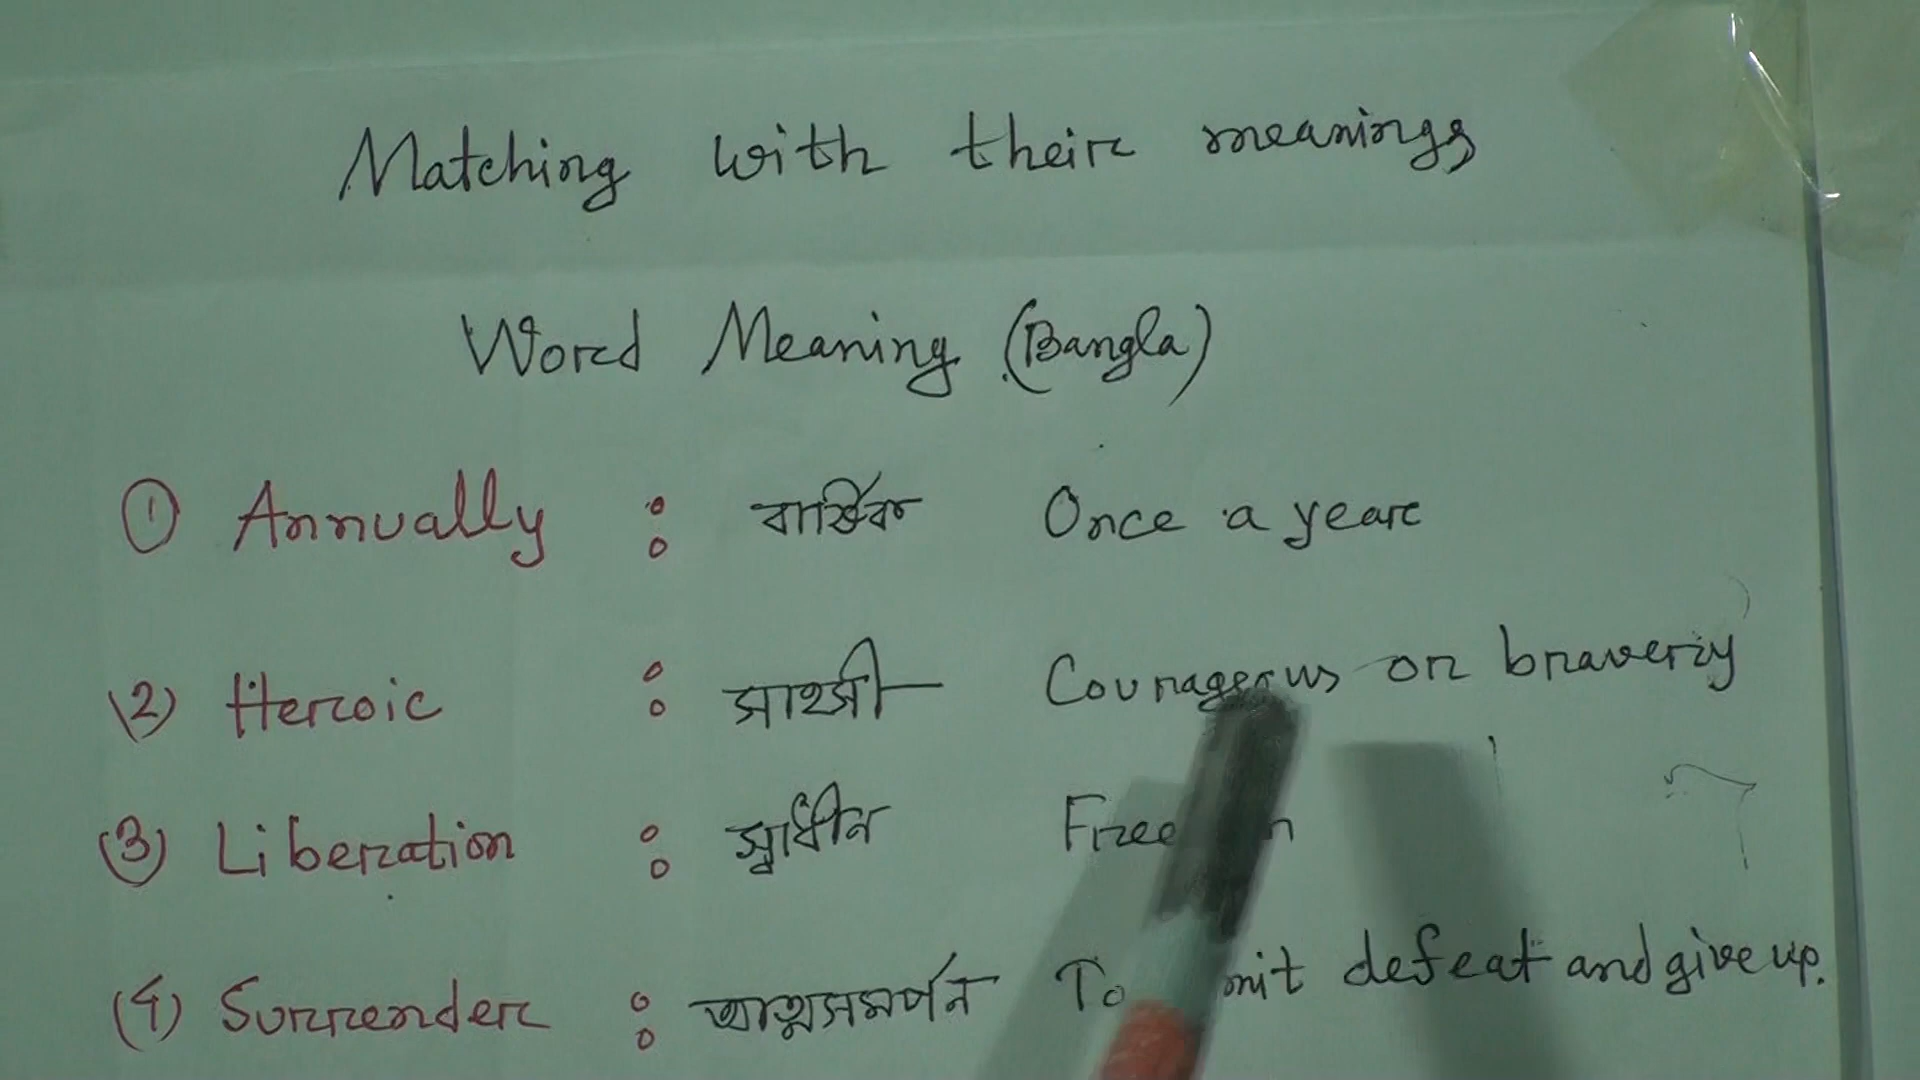 Matching with their meanings
Word Meaning (Bangla)
(1) Annually : বার্ষিক Once a year
(2) Heroic : সাহসী Courageous or bravery
(3) Liberation : স্বাধীন
(4) Surrender : আত্মসমর্পন To defeat and give up.